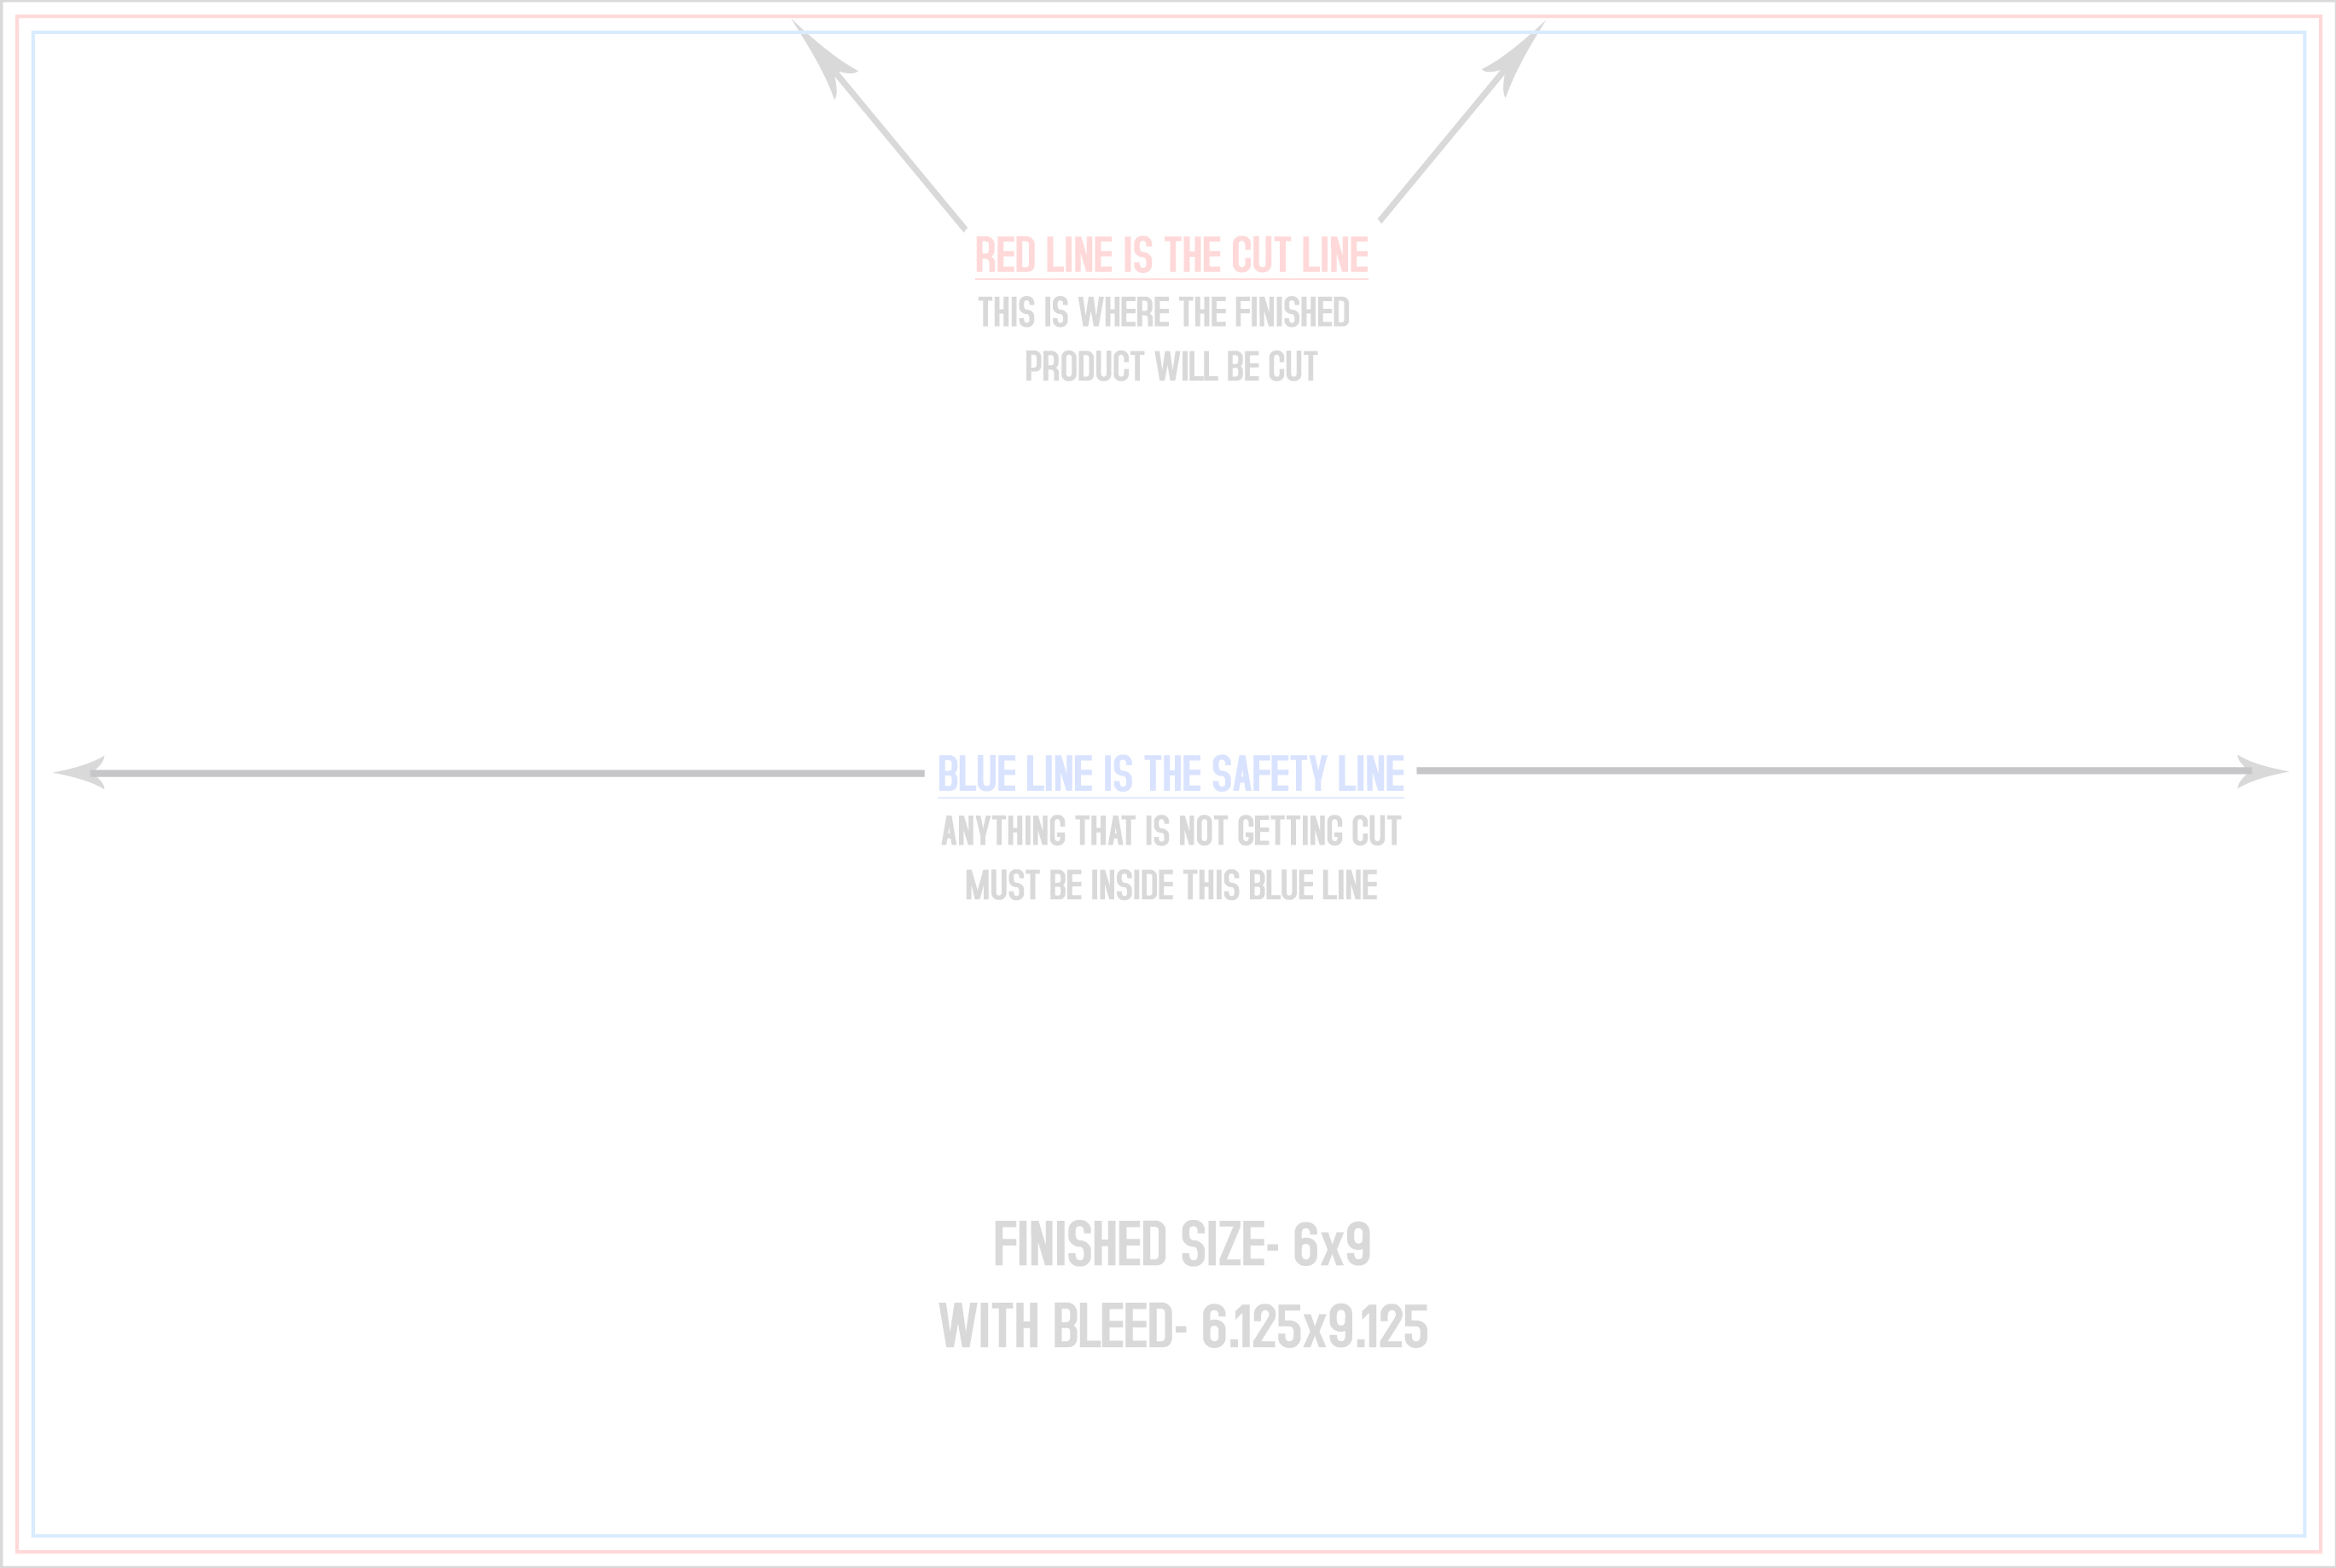 RED LINE IS THE CUT LINE
THIS IS WHERE THE FINISHED
PRODUCT WILL BE CUT
BLUE LINE IS THE SAFETY LINE
ANYTHING THAT IS NOT GETTING CUT
MUST BE INSIDE THIS BLUE LINE
FINISHED SIZE- 6x9
WITH BLEED- 6.125x9.125